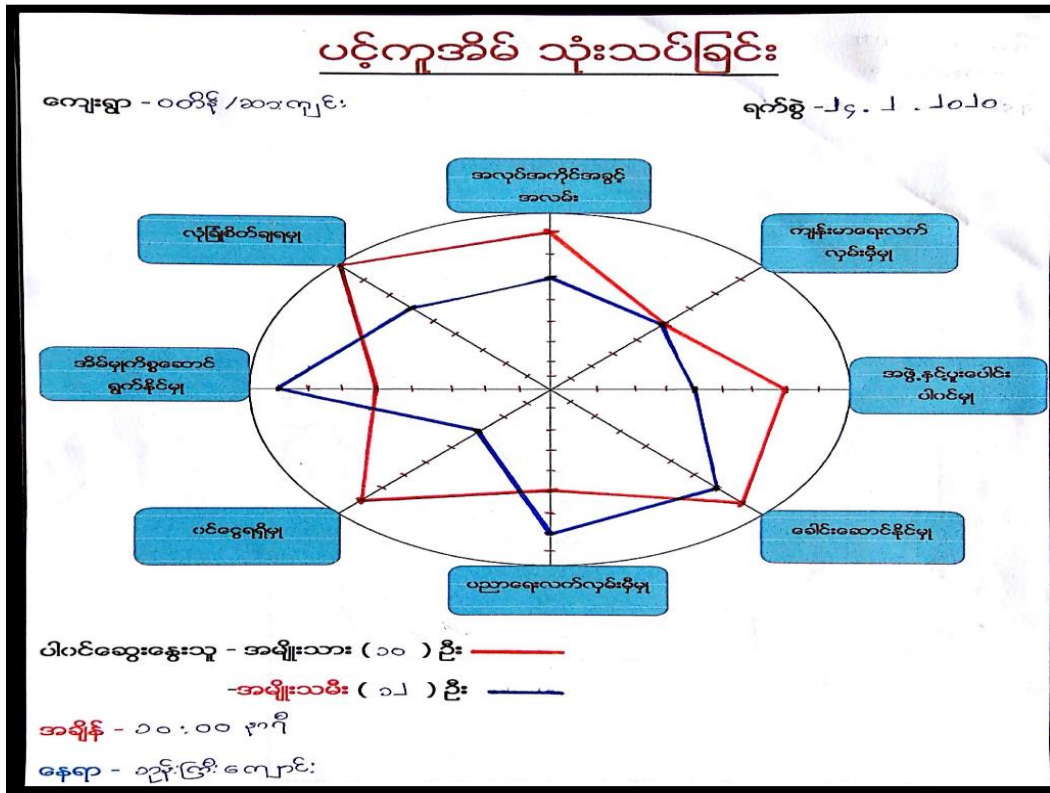 ပင့်ကူအိမ် သုံးသပ်ခြင်း
ကျေးရွာ - ဝတိန် /ဆားကျင်း
ရက်စွဲ -၂၄. ၂ . ၂၀၂၀
အလုပ်အကိုင်အခွင့်
အလမ်း
လုံခြုံစိတ်ချရမှု
ကျန်းမာရေးလက်
လှမ်းမှီမှု
အိမ်မှုကိစ္စဆောင်
ရွက်နိုင်မှု
အဖွဲ့နှင့်ပူးပေါင်း
ပါဝင်မှု
ဝင်ငွေရရှိမှု
ခေါင်းဆောင်နိုင်မှု
ပညာရေးလက်လှမ်းမှီမှု
ပါဝင်ဆွေးနွေးသူ - အမျိုးသား ( ၁၀ ) ဦး
-အမျိုးသမီး ( ၁၂ ) ဦး
အချိန် - ၁၀:၀၀ နာရီ
နေရာ - ဘုန်းကြီးကျောင်း